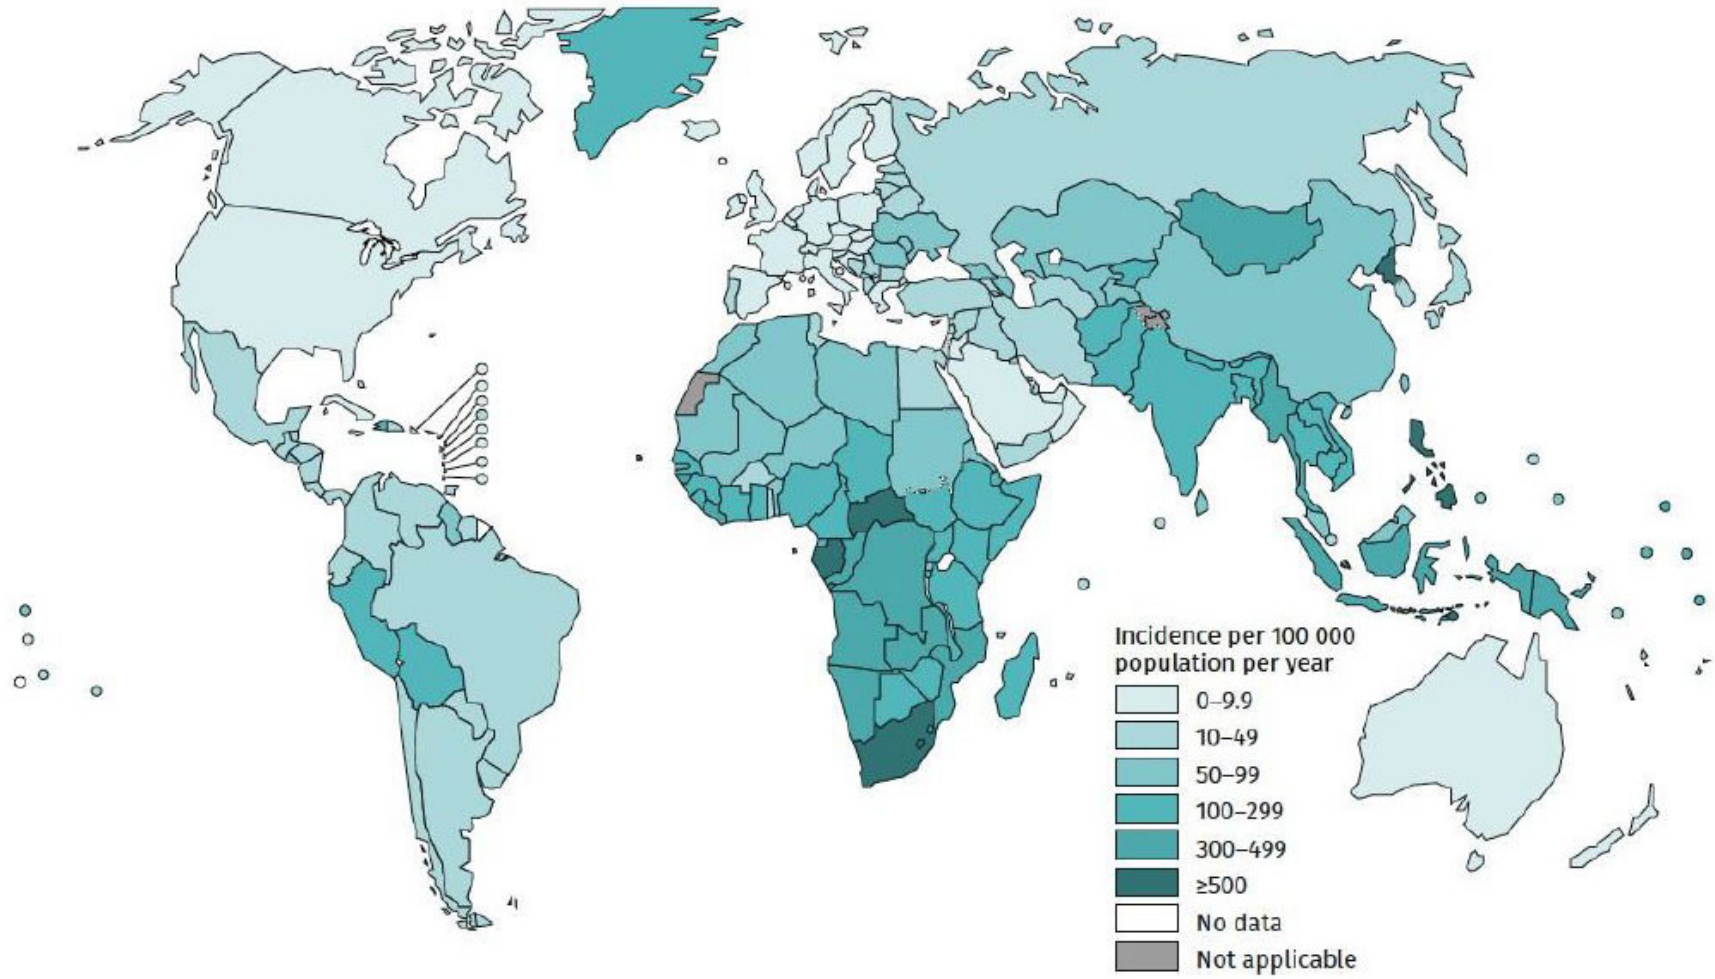 Incidence per 100 000
population per year
0–9.9
10–49
50–99
100–299
300–499
≥500
No data
Not applicable